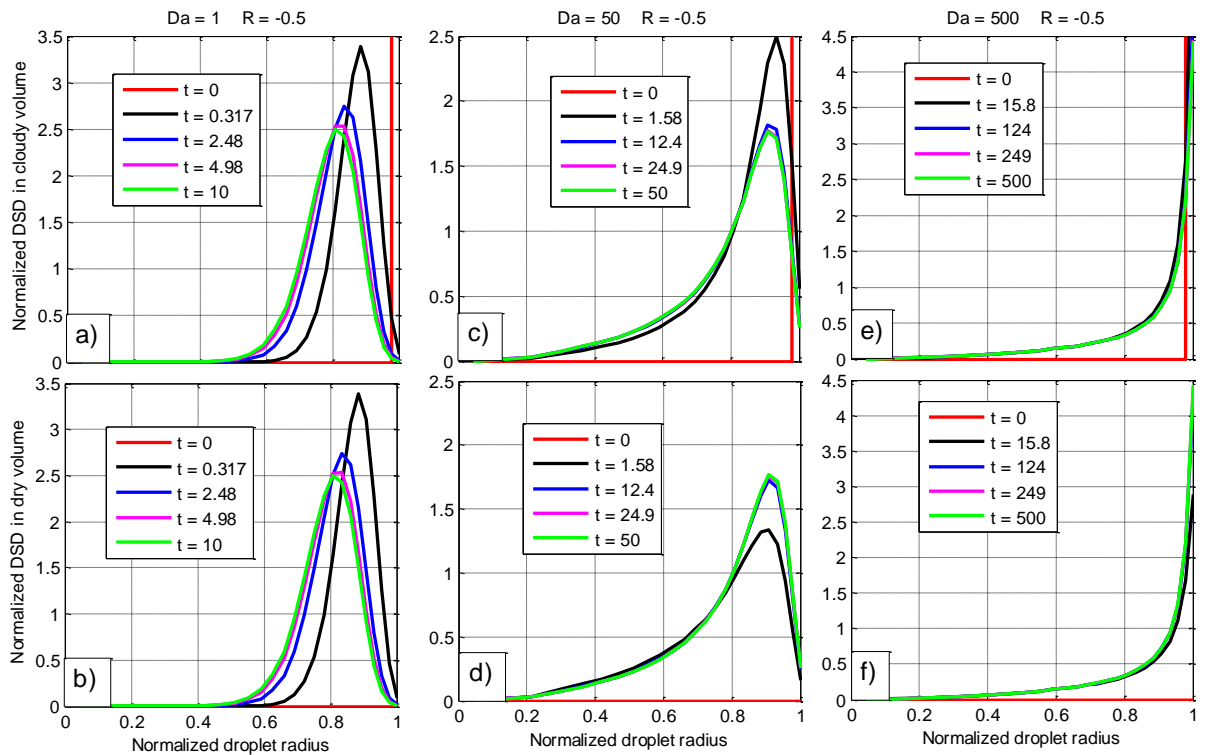 Da = 1 R = -0.5
Normalized DSD in cloudy volume
3.5
3
2.5
2
1.5
1
0.5
0
t = 0
t = 0.317
t = 2.48
t = 4.98
t = 10
a)
Da = 50 R = -0.5
2.5
2
1.5
1
0.5
0
t = 0
t = 1.58
t = 12.4
t = 24.9
t = 50
c)
Da = 500 R = -0.5
4.5
4
3.5
3
2.5
2
1.5
1
0.5
0
t = 0
t = 15.8
t = 124
t = 249
t = 500
e)
Normalized DSD in dry volume
3.5
3
2.5
2
1.5
1
0.5
0
t = 0
t = 0.317
t = 2.48
t = 4.98
t = 10
b)
0 0.2 0.4 0.6 0.8 1
Normalized droplet radius
2.5
2
1.5
1
0.5
0
t = 0
t = 1.58
t = 12.4
t = 24.9
t = 50
d)
0 0.2 0.4 0.6 0.8 1
Normalized droplet radius
4.5
4
3.5
3
2.5
2
1.5
1
0.5
0
t = 0
t = 15.8
t = 124
t = 249
t = 500
f)
0 0.2 0.4 0.6 0.8 1
Normalized droplet radius